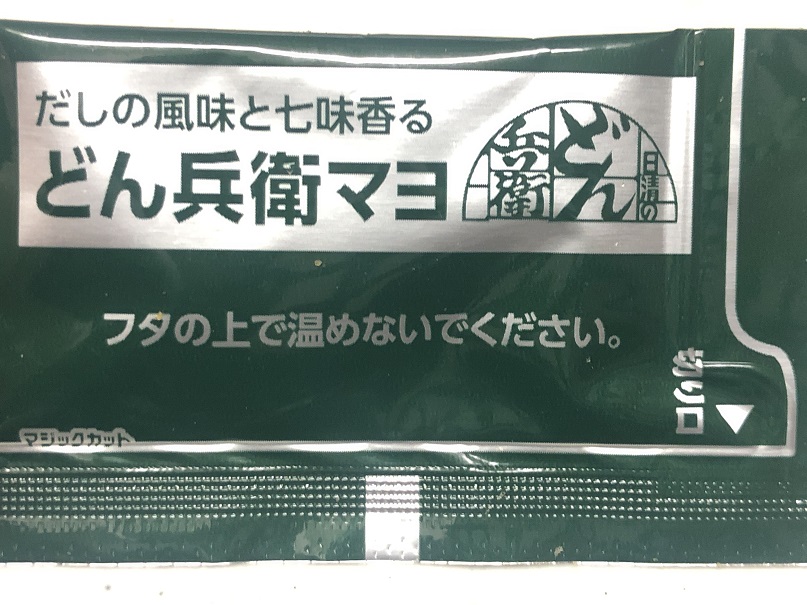 だしの風味と七味香る
どん兵衛マヨ
日清の
どん
兵衛
フタの上で温めないでください。
切り口
マジックカット